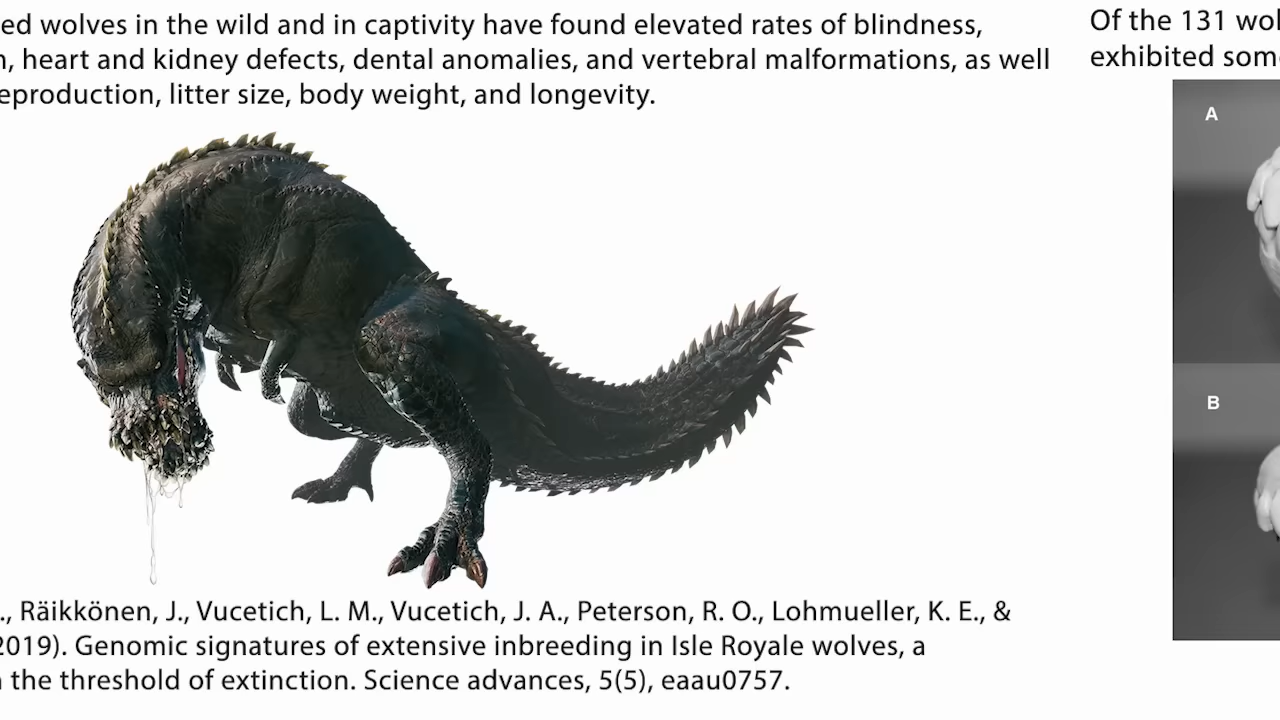 ed wolves in the wild and in captivity have found elevated rates of blindness,
, heart and kidney defects, dental anomalies, and vertebral malformations, as well
eproduction, litter size, body weight, and longevity.
., Räikkönen, J., Vucetich, L. M., Vucetich, J. A., Peterson, R. O., Lohmueller, K. E., &
2019). Genomic signatures of extensive inbreeding in Isle Royale wolves, a
the threshold of extinction. Science advances, 5(5), eaau0757.
Of the 131 wol
exhibited some
A
B